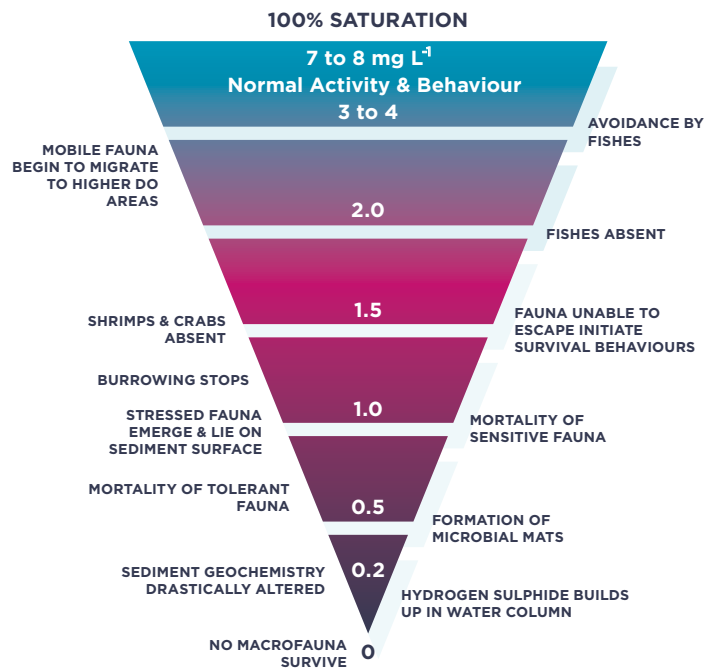 100% SATURATION
7 to 8 mg L⁻¹
Normal Activity & Behaviour
3 to 4
AVOIDANCE BY
FISHES
MOBILE FAUNA
BEGIN TO MIGRATE
TO HIGHER DO
AREAS
2.0
FISHES ABSENT
1.5
SHRIMPS & CRABS
ABSENT
FAUNA UNABLE TO
ESCAPE INITIATE
SURVIVAL BEHAVIOURS
BURROWING STOPS
1.0
STRESSED FAUNA
EMERGE & LIE ON
SEDIMENT SURFACE
MORTALITY OF
SENSITIVE FAUNA
MORTALITY OF TOLERANT
FAUNA
0.5
FORMATION OF
MICROBIAL MATS
SEDIMENT GEOCHEMISTRY
DRASTICALLY ALTERED
0.2
HYDROGEN SULPHIDE BUILDS
UP IN WATER COLUMN
NO MACROFAUNA
SURVIVE
0